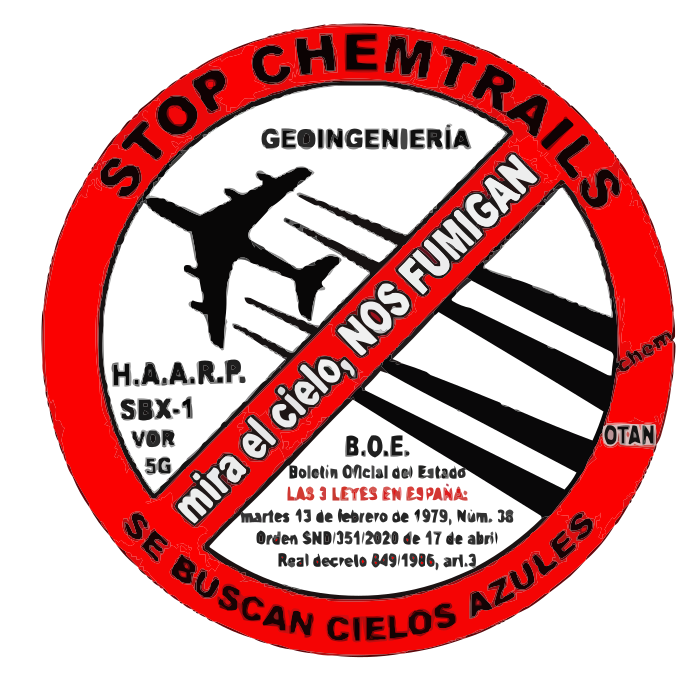 STOP CHEMTRAILS
GEOINGENIERÍA
mira el cielo, NOS FUMIGAN
chem
H.A.A.R.P.
SBX-1
VOR
5G
OTAN
B.O.E.
Boletín Oficial del Estado
LAS 3 LEYES EN ESPAÑA:
martes 13 de febrero de 1979, Núm. 38
Orden SND/351/2020 de 17 de abril
Real decreto 849/1986, art.3
SE BUSCAN CIELOS AZULES